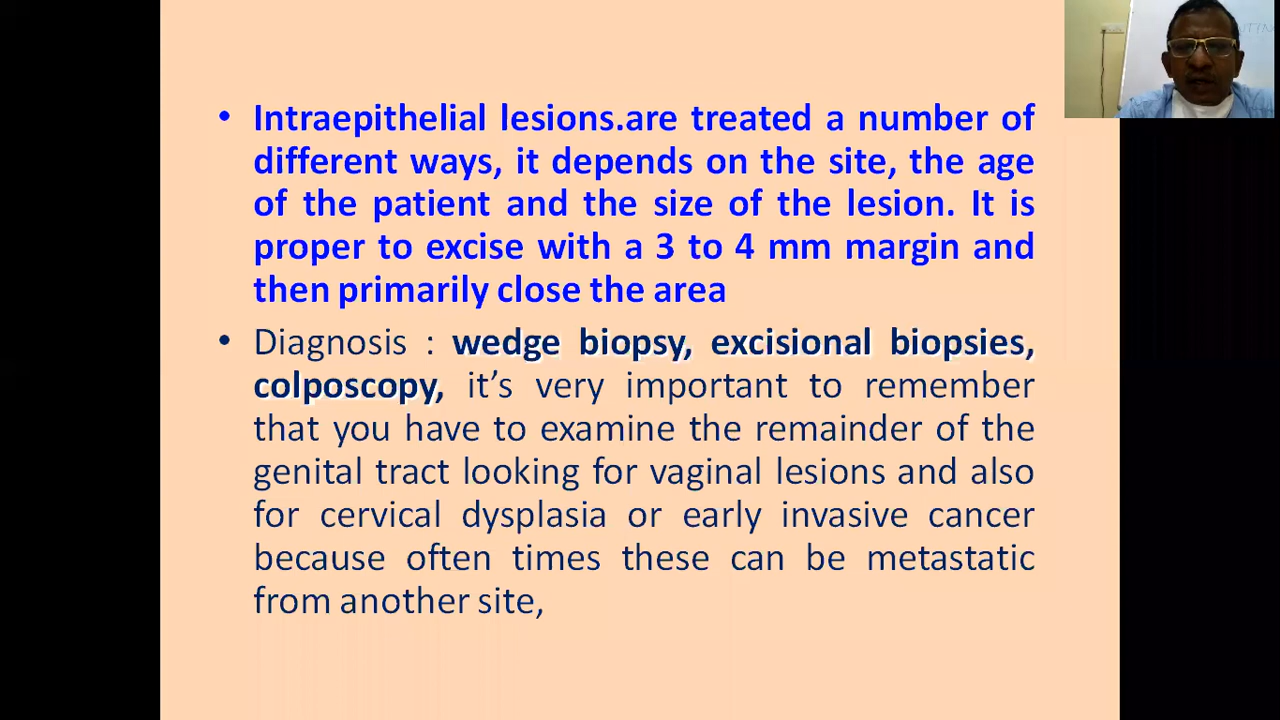 • Intraepithelial lesions.are treated a number of
different ways, it depends on the site, the age
of the patient and the size of the lesion. It is
proper to excise with a 3 to 4 mm margin and
then primarily close the area
• Diagnosis : wedge biopsy, excisional biopsies,
colposcopy, it’s very important to remember
that you have to examine the remainder of the
genital tract looking for vaginal lesions and also
for cervical dysplasia or early invasive cancer
because often times these can be metastatic
from another site,